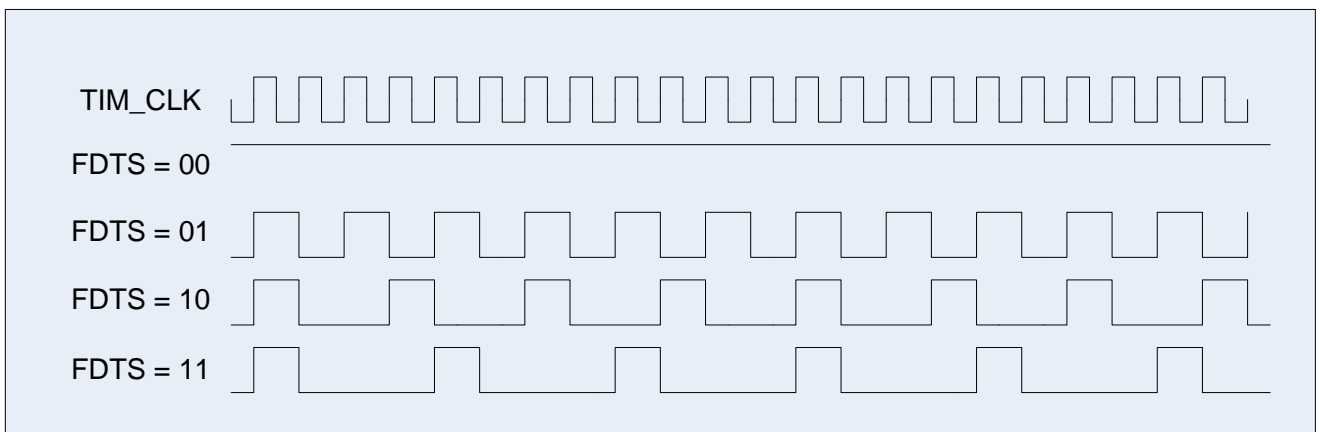 TIM_CLK
FDTS = 00
FDTS = 01
FDTS = 10
FDTS = 11